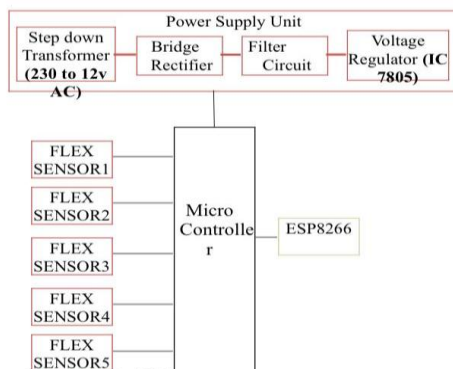 Power Supply Unit
Step down
Transformer
(230 to 12v
AC)
Bridge
Rectifier
Filter
Circuit
Voltage
Regulator (IC
7805)
FLEX
SENSOR1
FLEX
SENSOR2
FLEX
SENSOR3
FLEX
SENSOR4
FLEX
SENSOR5
Micro
Controlle
r
ESP8266